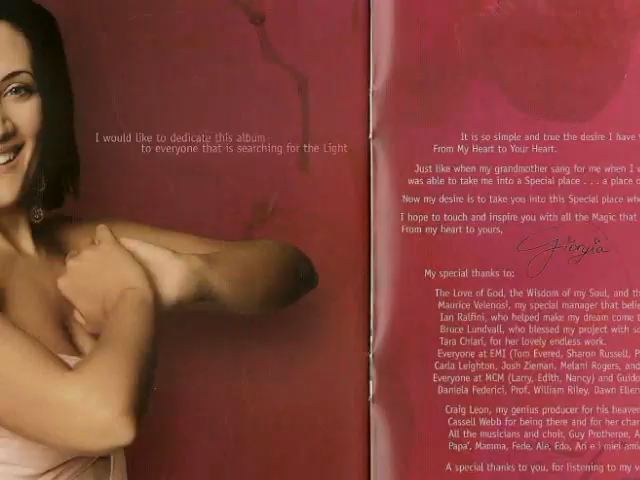 I would like to dedicate this album
to everyone that is searching for the Light
It is so simple and true the desire I have
From My Heart to Your Heart.
Just like when my grandmother sang for me when I
was able to take me into a Special place . . . a place
Now my desire is to take you into this Special place
I hope to touch and inspire you with all the Magic that
From my heart to yours,
Giorgia
My special thanks to:
The Love of God, the Wisdom of my Soul, and
Maurice Velenosi, my special manager that
Ian Ralfini, who helped make my dream come
Bruce Lundvall, who blessed my project with
Tara Chiari, for her lovely endless work.
Everyone at EMI (Tom Evered, Sharon Russell,
Carla Leighton, Josh Zieman, Melani Rogers, and
Everyone at MCM (Larry, Edith, Nancy) and Guido
Daniela Federici, Prof. William Riley, Dawn
Craig Leon, my genius producer for his
Cassell Webb for being there and for her
All the musicians and choir, Guy Protheroe,
Papa', Mamma, Fede, Ale, Edo, Ari e i miei
A special thanks to you, for listening to my